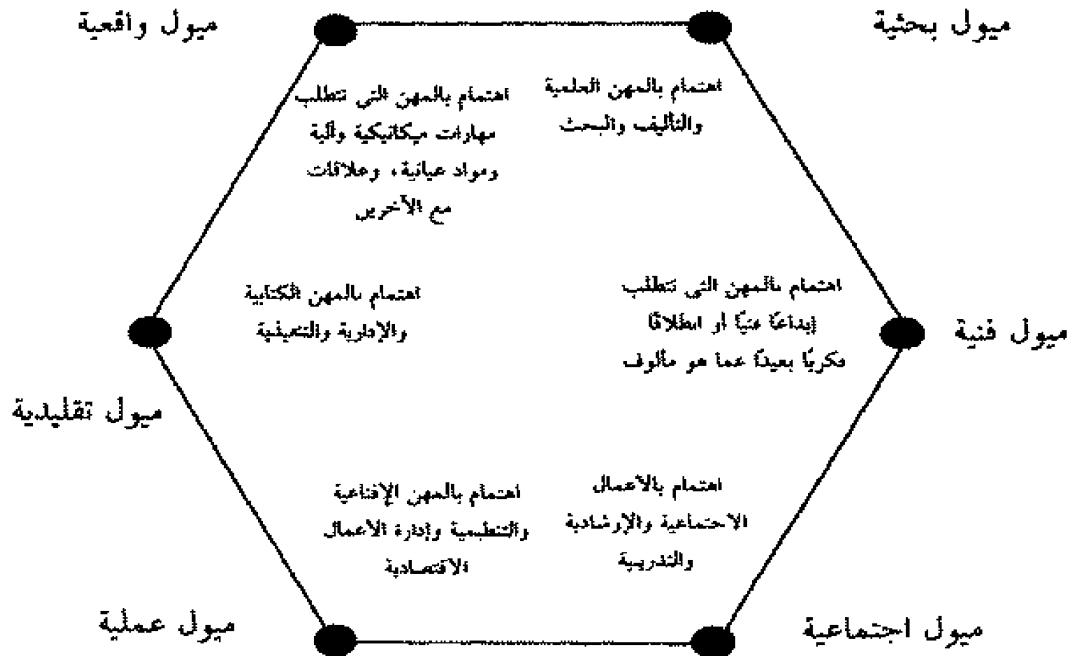 ميول بحثية
ميول واقعية
اهتمام بالمهن العلمية
والتأليف والبحث
اهتمام بالمهن التي تتطلب
مهارات ميكانيكية وآلية
ومواد عيانية، وعلاقات
مع الآخرين
ميول فنية
اهتمام بالمهن التي تتطلب
إبداعًا فنيًا أو انطلاقًا
فكريًا بعيدًا عما هو مألوف
اهتمام بالمهن الكتابية
والإدارية والتنفيذية
ميول تقليدية
اهتمام بالأعمال
الاجتماعية والإرشادية
والتدريبية
اهتمام بالمهن الإقناعية
والتنظيمية وإدارة الأعمال
الاقتصادية
ميول اجتماعية
ميول عملية